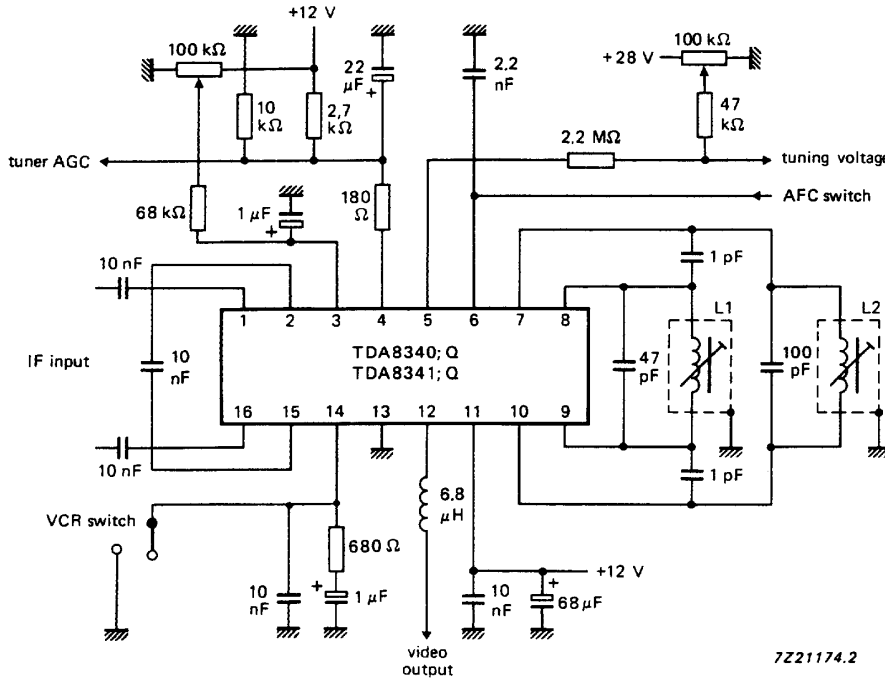 +12 V
100 kΩ
22 μF
+
2,2 nF
+28 V
100 kΩ
10 kΩ
2,7 kΩ
47 kΩ
2,2 MΩ
tuner AGC
tuning voltage
68 kΩ
1 μF
+
180 Ω
AFC switch
10 nF
1 pF
1 2 3 4 5 6 7 8
L1
L2
IF input
10 nF
TDA8340; Q
TDA8341; Q
47 pF
100 pF
16 15 14 13 12 11 10 9
10 nF
1 pF
VCR switch
6,8 μH
680 Ω
10 nF
+
1 μF
+12 V
10 nF
+
68 μF
video output
7Z21174.2